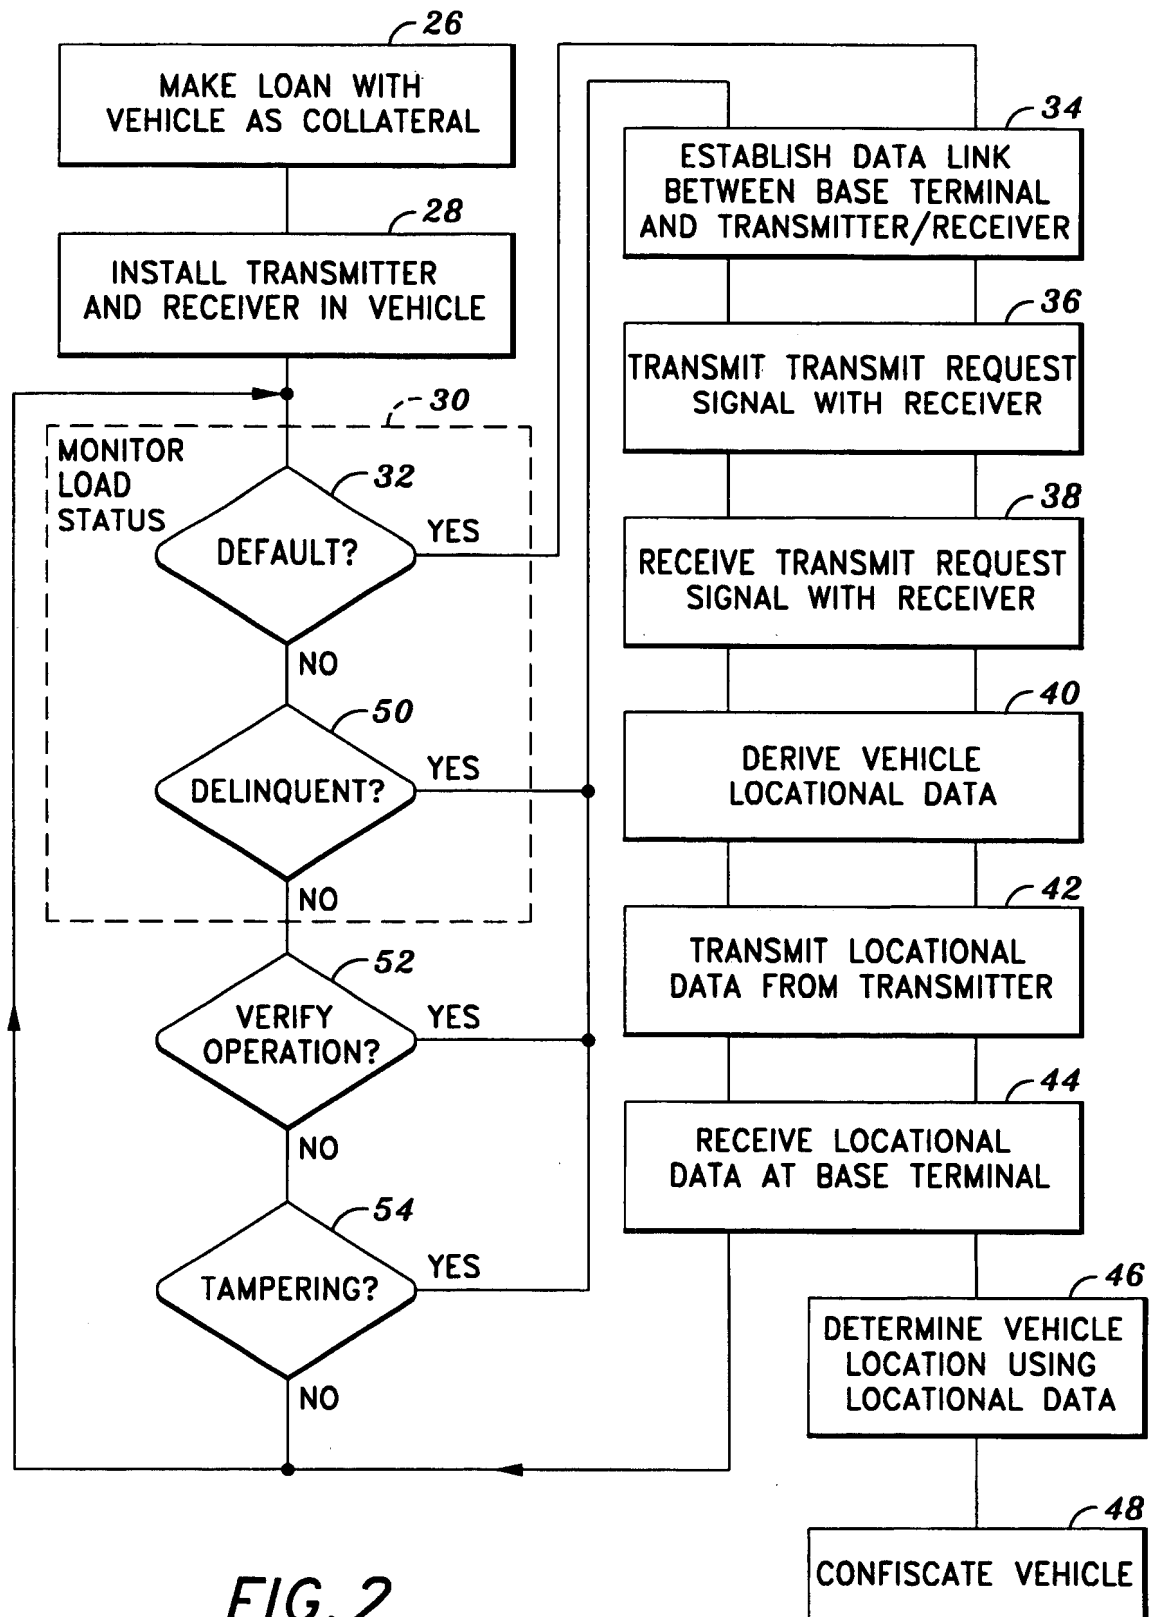 26
MAKE LOAN WITH
VEHICLE AS COLLATERAL
28
INSTALL TRANSMITTER
AND RECEIVER IN VEHICLE
30
MONITOR
LOAD
STATUS
32
DEFAULT?
YES
NO
50
DELINQUENT?
YES
NO
52
VERIFY
OPERATION?
YES
NO
54
TAMPERING?
YES
NO
34
ESTABLISH DATA LINK
BETWEEN BASE TERMINAL
AND TRANSMITTER/RECEIVER
36
TRANSMIT TRANSMIT REQUEST
SIGNAL WITH RECEIVER
38
RECEIVE TRANSMIT REQUEST
SIGNAL WITH RECEIVER
40
DERIVE VEHICLE
LOCATIONAL DATA
42
TRANSMIT LOCATIONAL
DATA FROM TRANSMITTER
44
RECEIVE LOCATIONAL
DATA AT BASE TERMINAL
46
DETERMINE VEHICLE
LOCATION USING
LOCATIONAL DATA
48
CONFISCATE VEHICLE
FIG. 2